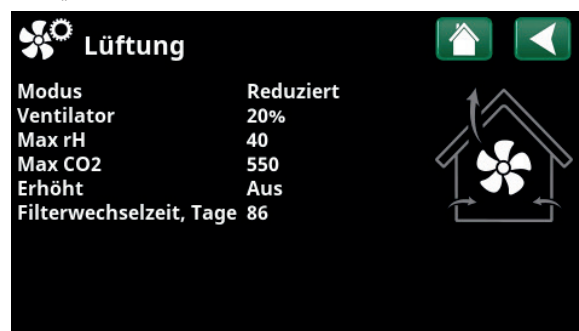 Lüftung
Modus Reduziert
Ventilator 20%
Max rH 40
Max CO2 550
Erhöht Aus
Filterwechselzeit, Tage 86